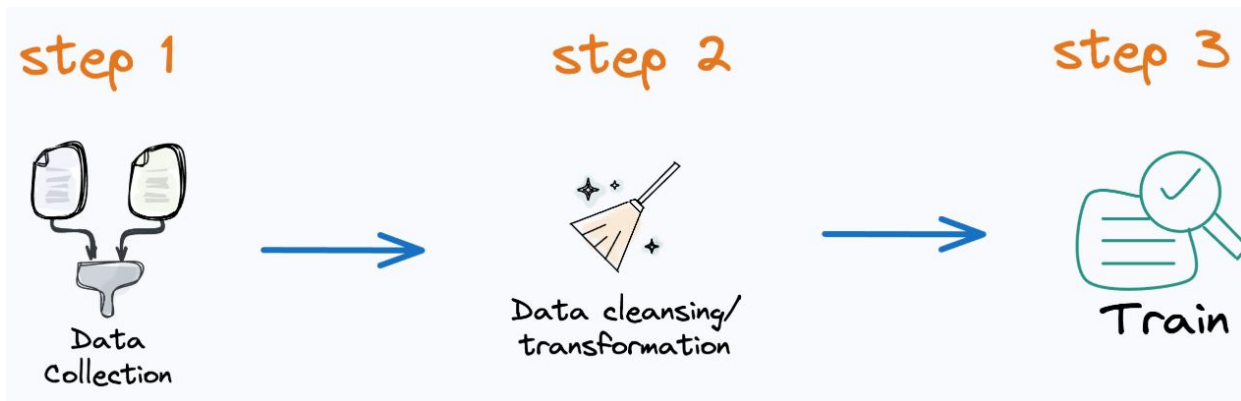 step 1
step 2
step 3
Data
Collection
Data cleansing/
transformation
Train